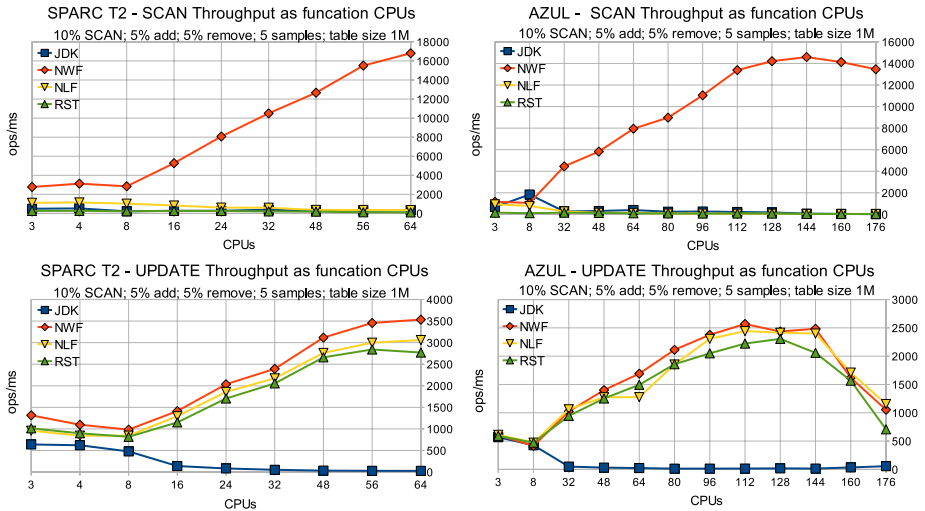 SPARC T2 - SCAN Throughput as funcation CPUs
10% SCAN; 5% add; 5% remove; 5 samples; table size 1M
JDK
NWF
NLF
RST
ops/ms
18000
16000
14000
12000
10000
8000
6000
4000
2000
0
3 4 8 16 24 32 48 56 64
CPUs
AZUL - SCAN Throughput as funcation CPUs
10% SCAN; 5% add; 5% remove; 5 samples; table size 1M
JDK
NWF
NLF
RST
ops/ms
16000
14000
12000
10000
8000
6000
4000
2000
0
3 8 32 48 64 80 96 112 128 144 160 176
CPUs
SPARC T2 - UPDATE Throughput as funcation CPUs
10% SCAN; 5% add; 5% remove; 5 samples; table size 1M
JDK
NWF
NLF
RST
ops/ms
4000
3500
3000
2500
2000
1500
1000
500
0
3 4 8 16 24 32 48 56 64
CPUs
AZUL - UPDATE Throughput as funcation CPUs
10% SCAN; 5% add; 5% remove; 5 samples; table size 1M
JDK
NWF
NLF
RST
ops/ms
3000
2500
2000
1500
1000
500
0
3 8 32 48 64 80 96 112 128 144 160 176
CPUs